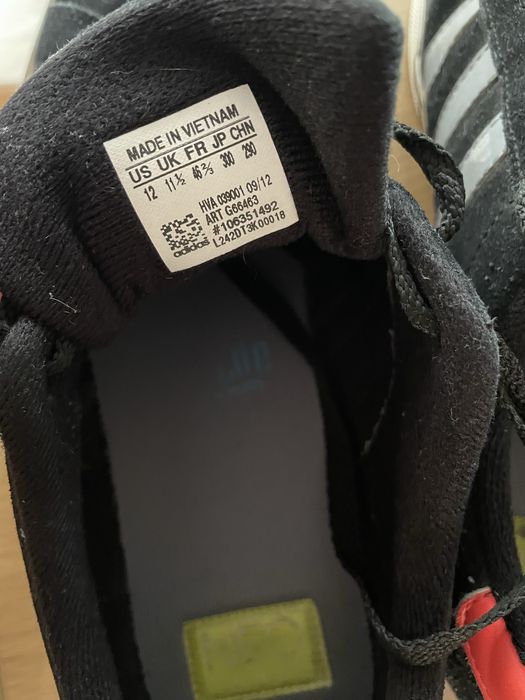 MADE IN VIETNAM
US UK FR JP CHN
12 11½ 46⅔ 300 290
HVA 039001 09/12
ART G66463
#106351492
adidas L242DT3K00018